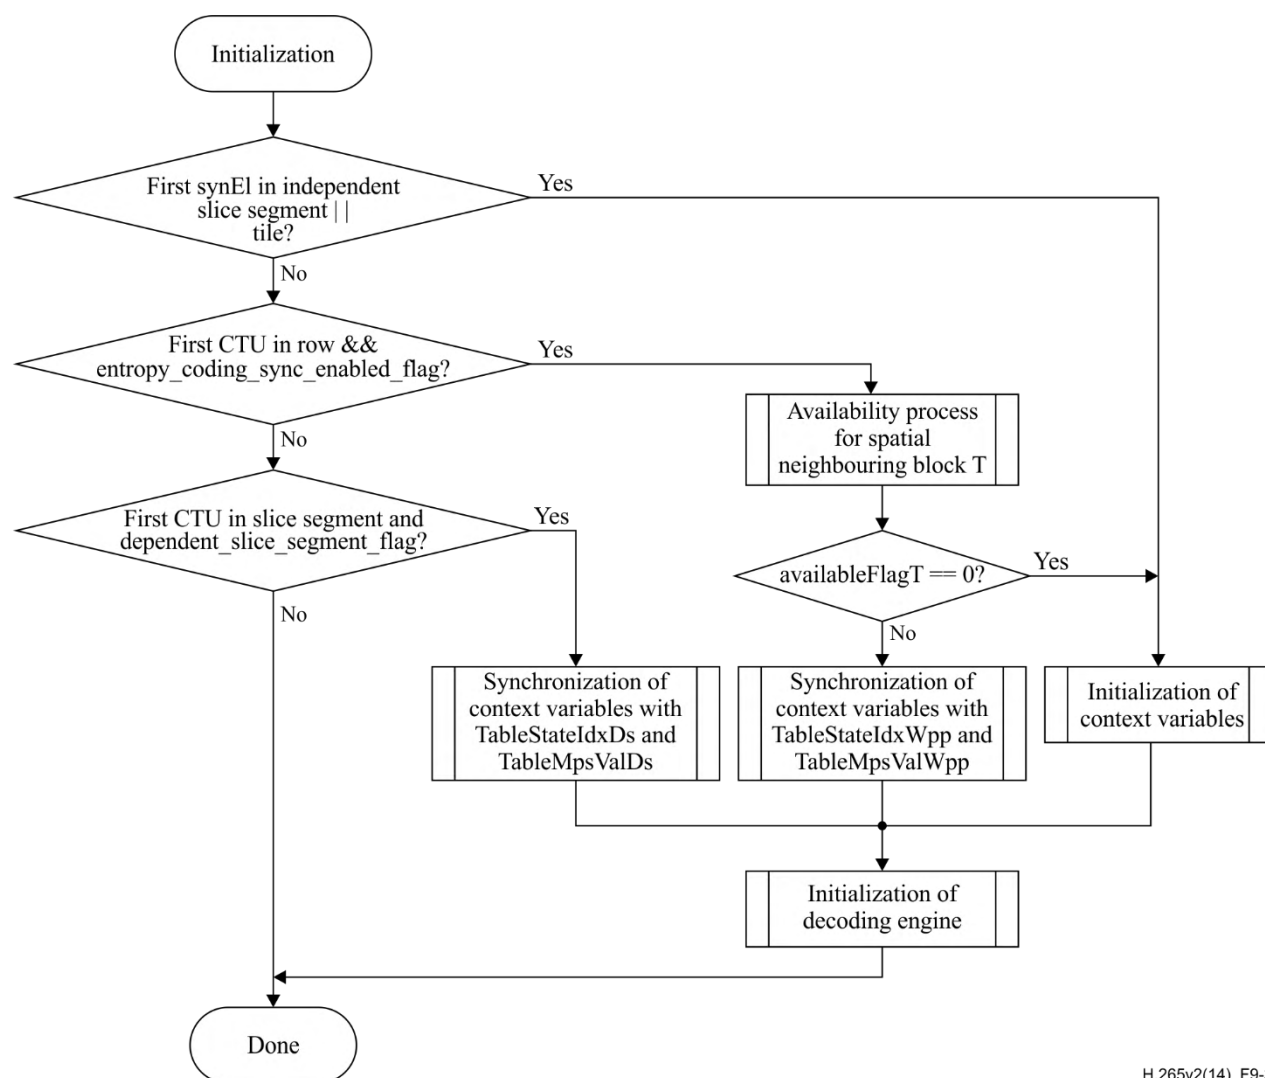 Initialization
First synEl in independent
slice segment ||
tile?
Yes
No
First CTU in row &&
entropy_coding_sync_enabled_flag?
Yes
No
Availability process
for spatial
neighbouring block T
First CTU in slice segment and
dependent_slice_segment_flag?
Yes
No
availableFlagT == 0?
Yes
No
Synchronization of
context variables with
TableStateIdxDs and
TableMpsValDs
Synchronization of
context variables with
TableStateIdxWpp and
TableMpsValWpp
Initialization of
context variables
Initialization of
decoding engine
Done
H.265v2(14)_F9-